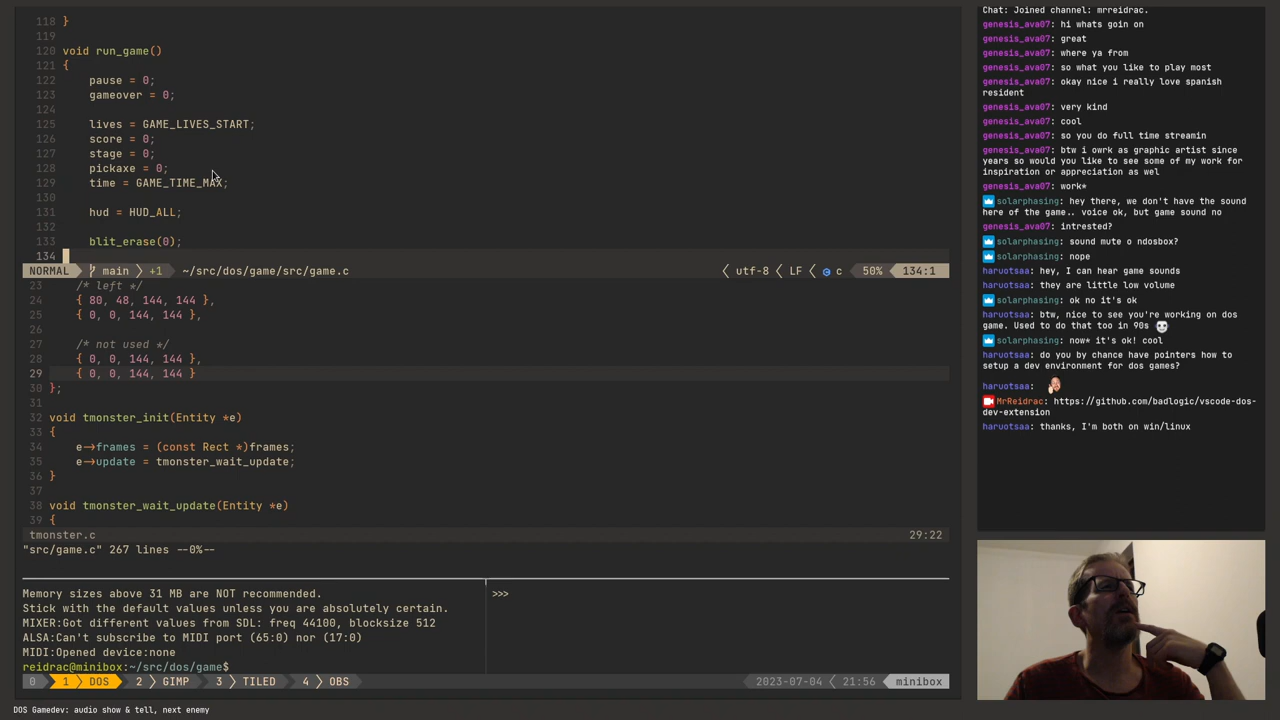 118 }
119
120 void run_game()
121 {
122 pause = 0;
123 gameover = 0;
124
125 lives = GAME_LIVES_START;
126 score = 0;
127 stage = 0;
128 pickaxe = 0;
129 time = GAME_TIME_MAX;
130
131 hud = HUD_ALL;
132
133 blit_erase(0);
134
NORMAL main +1 ~/src/dos/game/src/game.c utf-8 LF c 50% 134:1
23 /* left */
24 { 80, 48, 144, 144 },
25 { 0, 0, 144, 144 },
26
27 /* not used */
28 { 0, 0, 144, 144 },
29 { 0, 0, 144, 144 }
30 };
31
32 void tmonster_init(Entity *e)
33 {
34 e->frames = (const Rect *)frames;
35 e->update = tmonster_wait_update;
36 }
37
38 void tmonster_wait_update(Entity *e)
39 {
tmonster.c 29:22
"src/game.c" 267 lines --0%--
Memory sizes above 31 MB are NOT recommended.
Stick with the default values unless you are absolutely certain.
MIXER:Got different values from SDL: freq 44100, blocksize 512
ALSA:Can't subscribe to MIDI port (65:0) nor (17:0)
MIDI:Opened device:none
reidrac@minibox:~/src/dos/game$
>>>
0 1 DOS 2 GIMP 3 TILED 4 OBS 2023-07-04 21:56 minibox
DOS Gamedev: audio show & tell, next enemy
Chat: Joined channel: mrreidrac.
genesis_ava07: hi whats goin on
genesis_ava07: great
genesis_ava07: where ya from
genesis_ava07: so what you like to play most
genesis_ava07: okay nice i really love spanish
resident
genesis_ava07: very kind
genesis_ava07: cool
genesis_ava07: so you do full time streamin
genesis_ava07: btw i owrk as graphic artist since
years so would you like to see some of my work for
inspiration or appreciation as wel
genesis_ava07: work*
solarphasing: hey there, we don't have the sound
here of the game.. voice ok, but game sound no
genesis_ava07: intrested?
solarphasing: sound mute o ndosbox?
solarphasing: nope
haruotsaa: hey, I can hear game sounds
haruotsaa: they are little low volume
solarphasing: ok no it's ok
haruotsaa: btw, nice to see you're working on dos
game. Used to do that too in 90s
solarphasing: now* it's ok! cool
haruotsaa: do you by chance have pointers how to
setup a dev environment for dos games?
haruotsaa:
MrReidrac: https://github.com/badlogic/vscode-dos-
dev-extension
haruotsaa: thanks, I'm both on win/linux